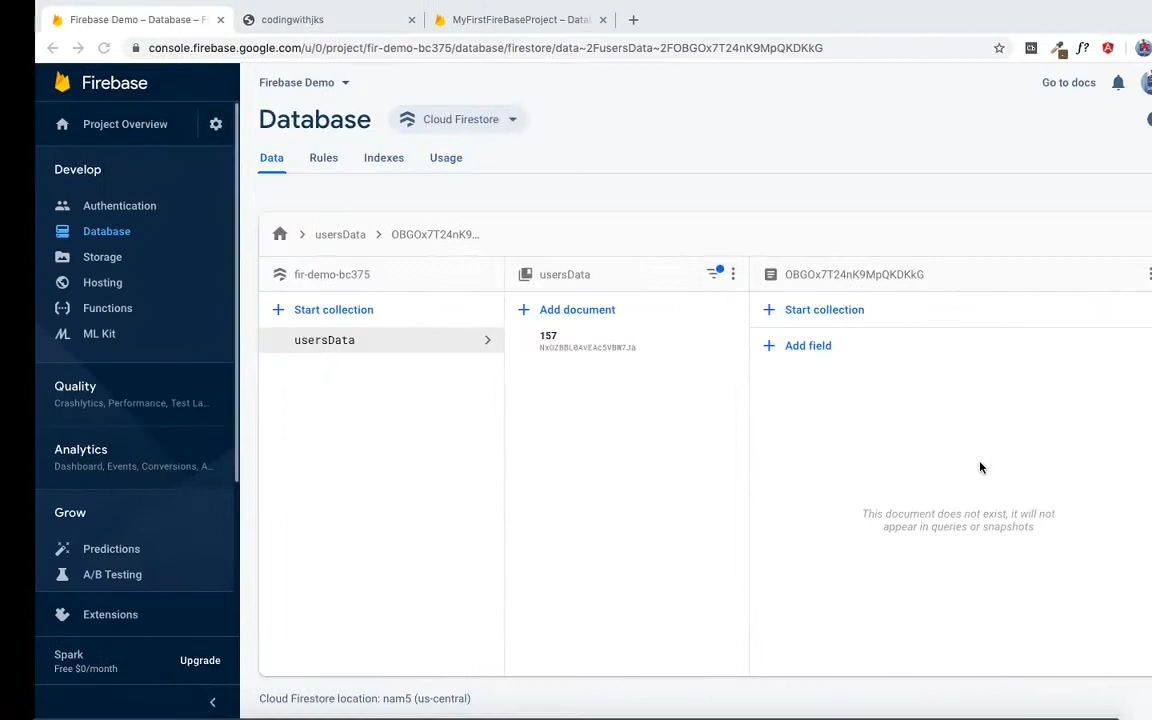 Firebase Demo – Database – F
codingwithjks
MyFirstFireBaseProject – Data
console.firebase.google.com/u/0/project/fir-demo-bc375/database/firestore/data~2FusersData~2FOBGOx7T24nK9MpQKDKkG
Cb
f?
Firebase
Firebase Demo
Go to docs
Project Overview
Database
Cloud Firestore
Data
Rules
Indexes
Usage
Develop
Authentication
Database
Storage
Hosting
Functions
ML Kit
usersData
OBGOx7T24nK9...
fir-demo-bc375
usersData
OBGOx7T24nK9MpQKDKkG
Start collection
Add document
Start collection
usersData
157
NxOZBBL0AvEAc5VBW7Ja
Add field
This document does not exist, it will not
appear in queries or snapshots
Quality
Crashlytics, Performance, Test La...
Analytics
Dashboard, Events, Conversions, A...
Grow
Predictions
A/B Testing
Extensions
Spark
Free $0/month
Upgrade
Cloud Firestore location: nam5 (us-central)